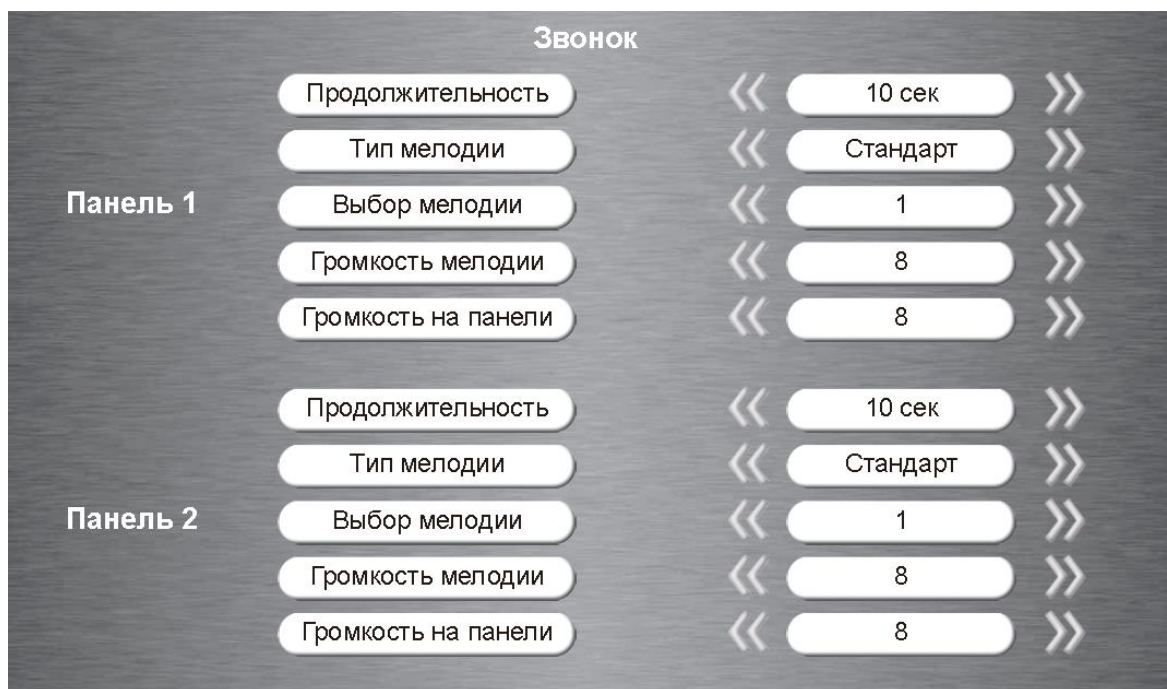 Звонок
Продолжительность 10 сек
Тип мелодии Стандарт
Панель 1 Выбор мелодии 1
Громкость мелодии 8
Громкость на панели 8
Продолжительность 10 сек
Тип мелодии Стандарт
Панель 2 Выбор мелодии 1
Громкость мелодии 8
Громкость на панели 8